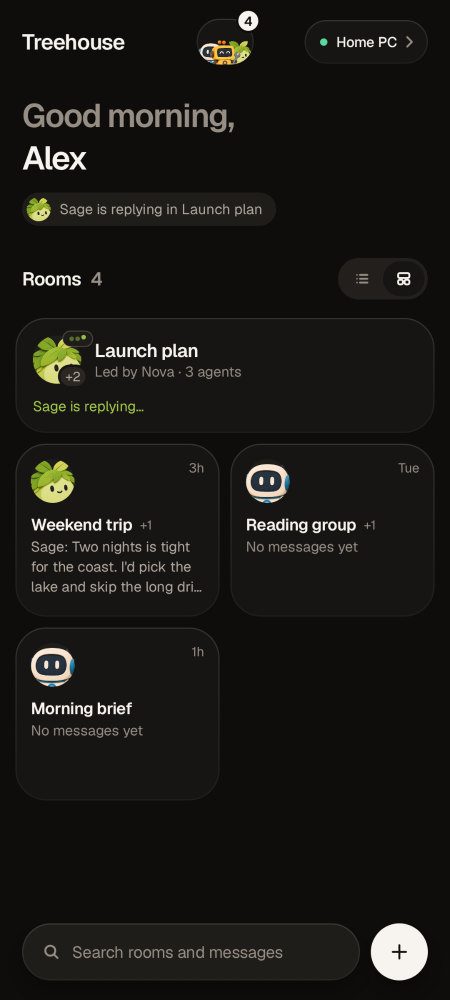 Treehouse
4
Home PC
Good morning,
Alex
Sage is replying in Launch plan
Rooms 4
Launch plan
Led by Nova · 3 agents
+2
Sage is replying...
3h
Weekend trip +1
Sage: Two nights is tight
for the coast. I'd pick the
lake and skip the long dri...
Tue
Reading group +1
No messages yet
1h
Morning brief
No messages yet
Search rooms and messages